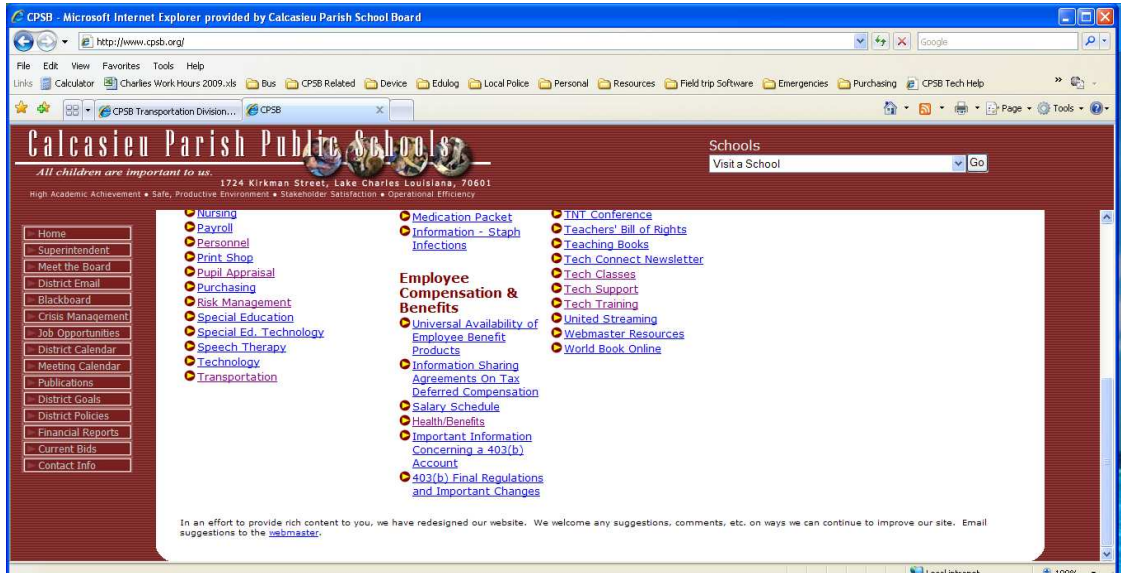 CPSB - Microsoft Internet Explorer provided by Calcasieu Parish School Board
http://www.cpsb.org/
Google
File Edit View Favorites Tools Help
Links Calculator Charlies Work Hours 2009.xls Bus CPSB Related Device Edulog Local Police Personal Resources Field trip Software Emergencies Purchasing CPSB Tech Help
CPSB Transportation Division... CPSB
Page Tools
Calcasieu Parish Public Schools
All children are important to us.
1724 Kirkman Street, Lake Charles Louisiana, 70601
High Academic Achievement • Safe, Productive Environment • Stakeholder Satisfaction • Operational Efficiency
Schools
Visit a School
Go
Home
Superintendent
Meet the Board
District Email
Blackboard
Crisis Management
Job Opportunities
District Calendar
Meeting Calendar
Publications
District Goals
District Policies
Financial Reports
Current Bids
Contact Info
Nursing
Payroll
Personnel
Print Shop
Pupil Appraisal
Purchasing
Risk Management
Special Education
Special Ed. Technology
Speech Therapy
Technology
Transportation
Medication Packet
Information - Staph
Infections
Employee
Compensation &
Benefits
Universal Availability of
Employee Benefit
Products
Information Sharing
Agreements On Tax
Deferred Compensation
Salary Schedule
Health/Benefits
Important Information
Concerning a 403(b)
Account
403(b) Final Regulations
and Important Changes
TNT Conference
Teachers' Bill of Rights
Teaching Books
Tech Connect Newsletter
Tech Classes
Tech Support
Tech Training
United Streaming
Webmaster Resources
World Book Online
In an effort to provide rich content to you, we have redesigned our website. We welcome any suggestions, comments, etc. on ways we can continue to improve our site. Email
suggestions to the webmaster.
Local intranet
100%